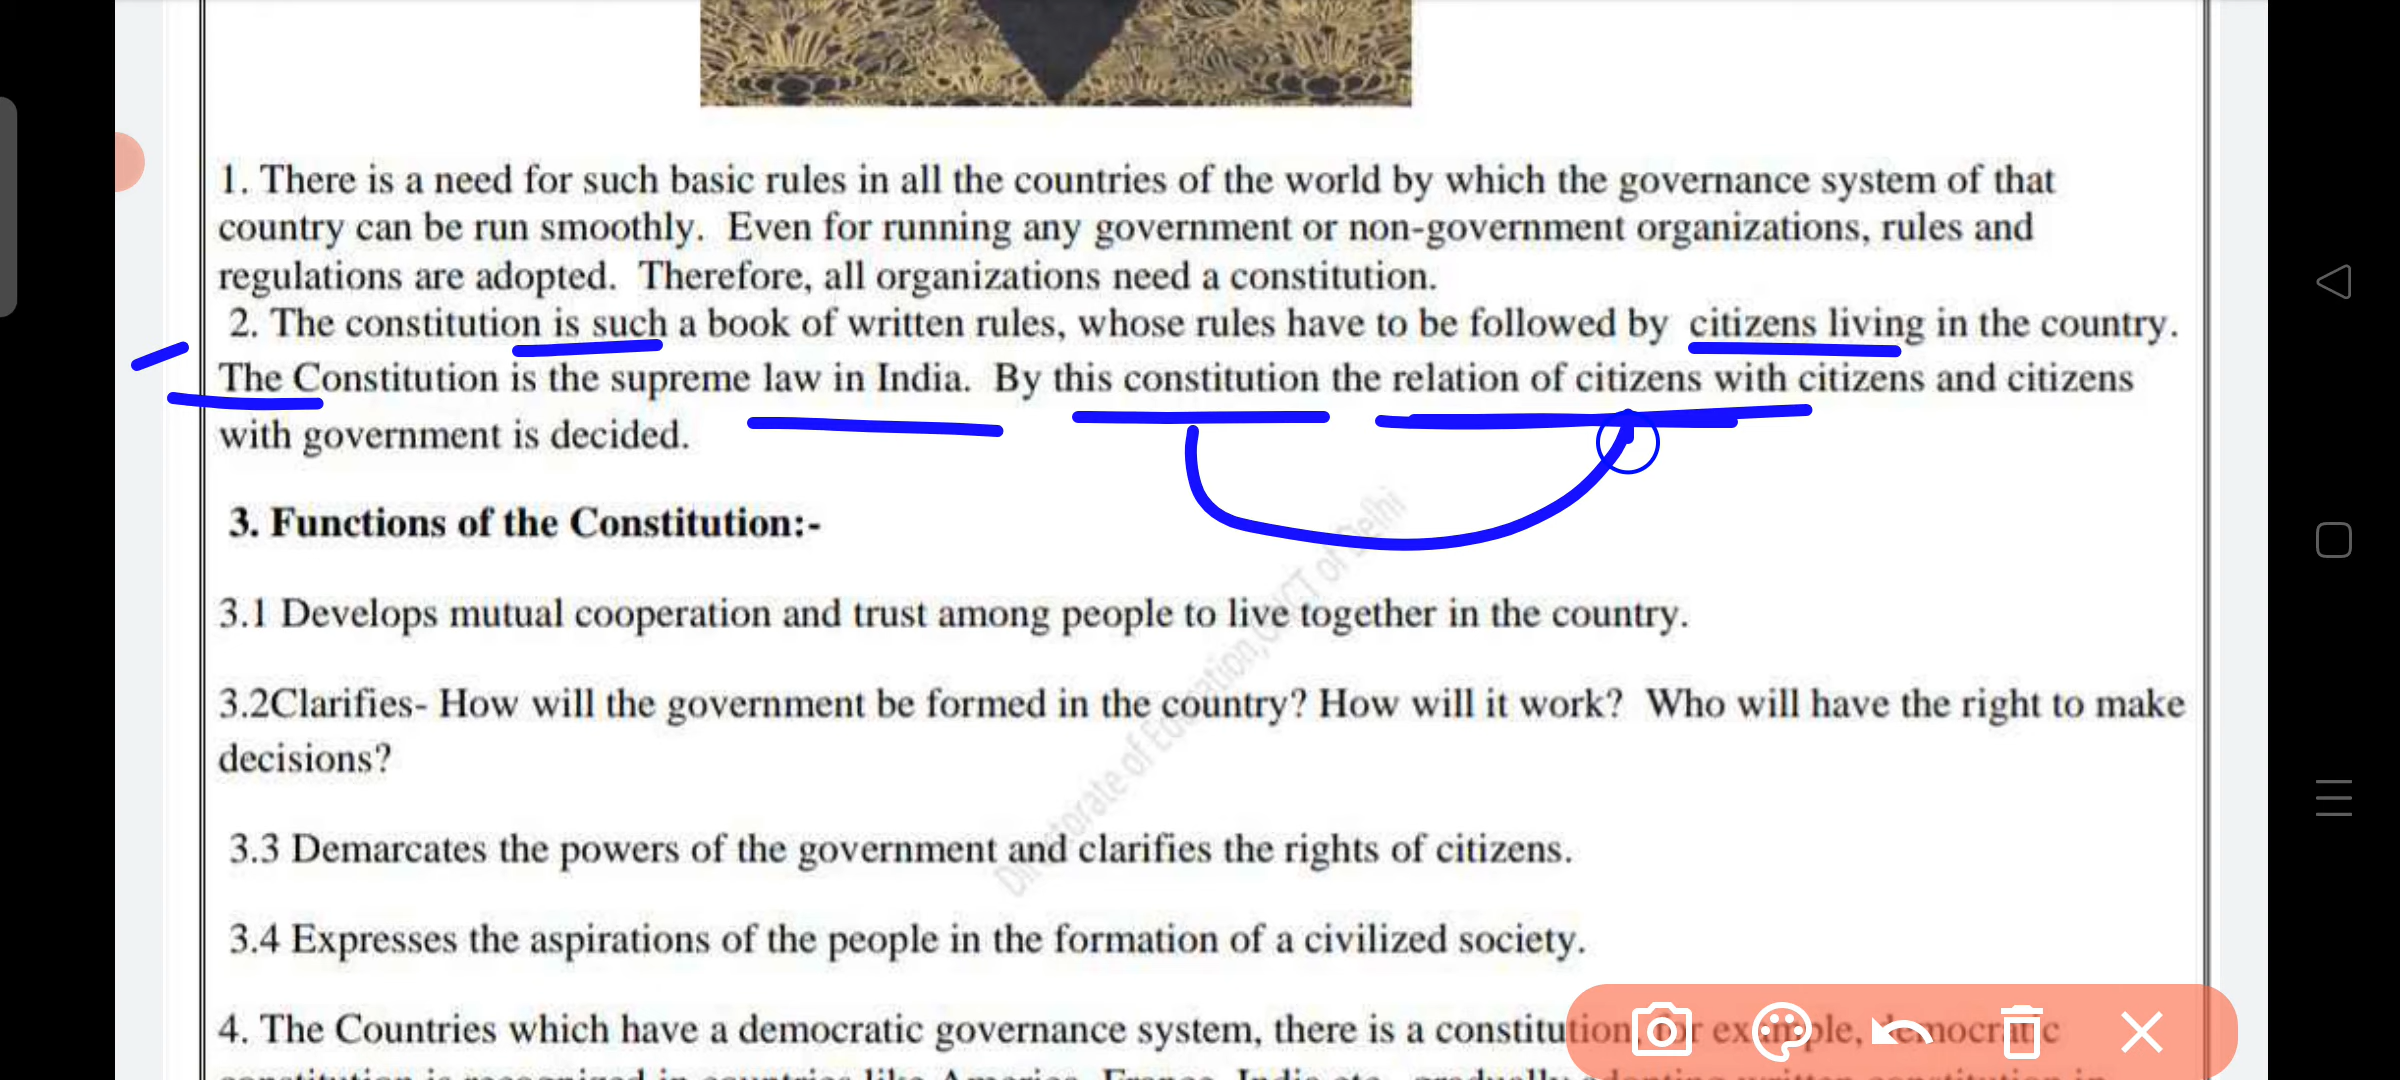 1. There is a need for such basic rules in all the countries of the world by which the governance system of that
country can be run smoothly. Even for running any government or non-government organizations, rules and
regulations are adopted. Therefore, all organizations need a constitution.
2. The constitution is such a book of written rules, whose rules have to be followed by citizens living in the country.
The Constitution is the supreme law in India. By this constitution the relation of citizens with citizens and citizens
with government is decided.
3. Functions of the Constitution:-
3.1 Develops mutual cooperation and trust among people to live together in the country.
3.2Clarifies- How will the government be formed in the country? How will it work? Who will have the right to make
decisions?
3.3 Demarcates the powers of the government and clarifies the rights of citizens.
3.4 Expresses the aspirations of the people in the formation of a civilized society.
4. The Countries which have a democratic governance system, there is a constitution, for example, democratic
Directorate of Education, of Delhi